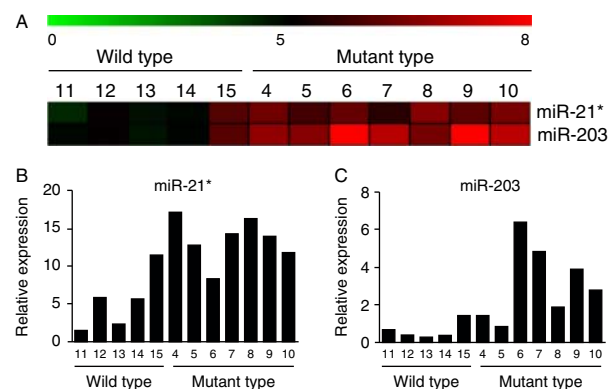 A
0 5 8
Wild type Mutant type
11 12 13 14 15 4 5 6 7 8 9 10
miR-21*
miR-203
B
miR-21*
Relative expression
20
15
10
5
0
11 12 13 14 15 4 5 6 7 8 9 10
Wild type Mutant type
C
miR-203
Relative expression
8
6
4
2
0
11 12 13 14 15 4 5 6 7 8 9 10
Wild type Mutant type